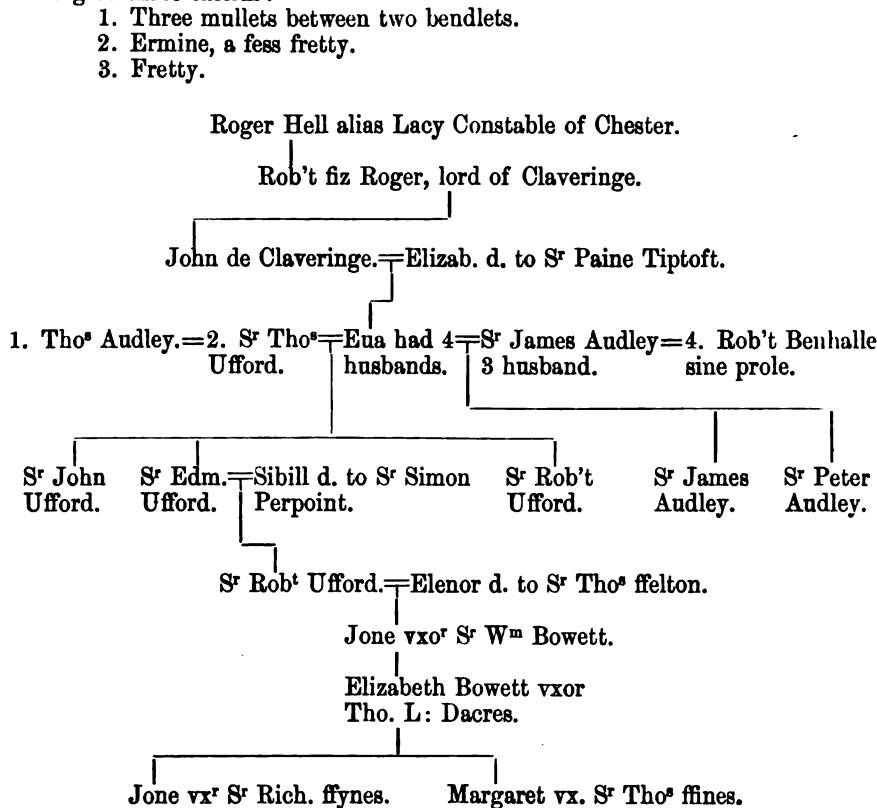 1. Three mullets between two bendlets.
2. Ermine, a fess fretty.
3. Fretty.
Roger Hell alias Lacy Constable of Chester.
Rob't fiz Roger, lord of Claveringe.
John de Claveringe.=Elizab. d. to Sʳ Paine Tiptoft.
1. Thoˢ Audley.=2. Sʳ Thoˢ=Eua had 4=Sʳ James Audley=4. Rob't Benhalle
Ufford. husbands. 3 husband. sine prole.
Sʳ John Sʳ Edm.=Sibill d. to Sʳ Simon Sʳ Rob't Sʳ James Sʳ Peter
Ufford. Ufford. Perpoint. Ufford. Audley. Audley.
Sʳ Robᵗ Ufford.=Elenor d. to Sʳ Thoˢ ffelton.
Jone vxoʳ Sʳ Wᵐ Bowett.
Elizabeth Bowett vxor
Tho. L: Dacres.
Jone vxʳ Sʳ Rich. ffynes. Margaret vx. Sʳ Thoˢ ffines.